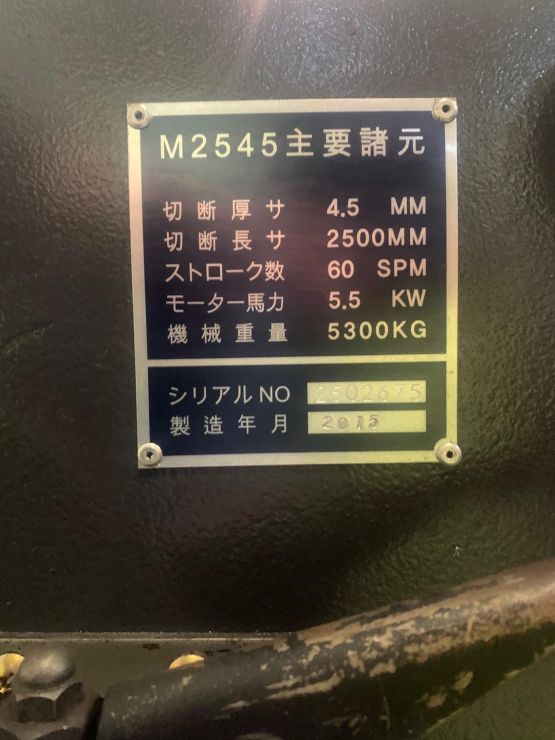 M2545主要諸元
切断厚サ 4.5 MM
切断長サ 2500MM
ストローク数 60 SPM
モーター馬力 5.5 KW
機械重量 5300KG
シリアルNO 2502675
製造年月 2015